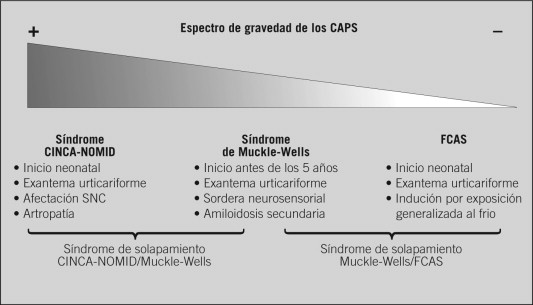 Espectro de gravedad de los CAPS
+
–
Síndrome
CINCA-NOMID
• Inicio neonatal
• Exantema urticariforme
• Afectación SNC
• Artropatía
Síndrome
de Muckle-Wells
• Inicio antes de los 5 años
• Exantema urticariforme
• Sordera neurosensorial
• Amiloidosis secundaria
FCAS
• Inicio neonatal
• Exantema urticariforme
• Indución por exposición
generalizada al frio
Síndrome de solapamiento
CINCA-NOMID/Muckle-Wells
Síndrome de solapamiento
Muckle-Wells/FCAS